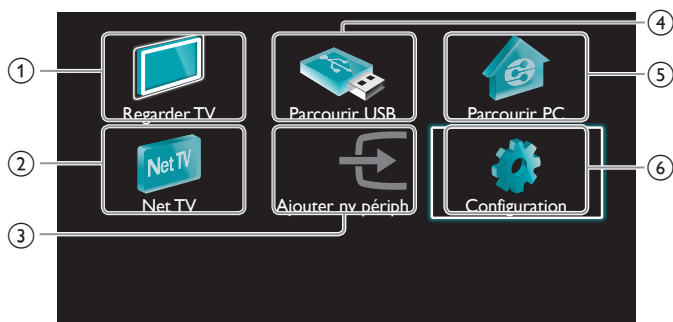 ① ④
Regarder TV Parcourir USB Parcourir PC
⑤
② Net TV
Net TV Ajouter nv périph. Configuration
⑥
③